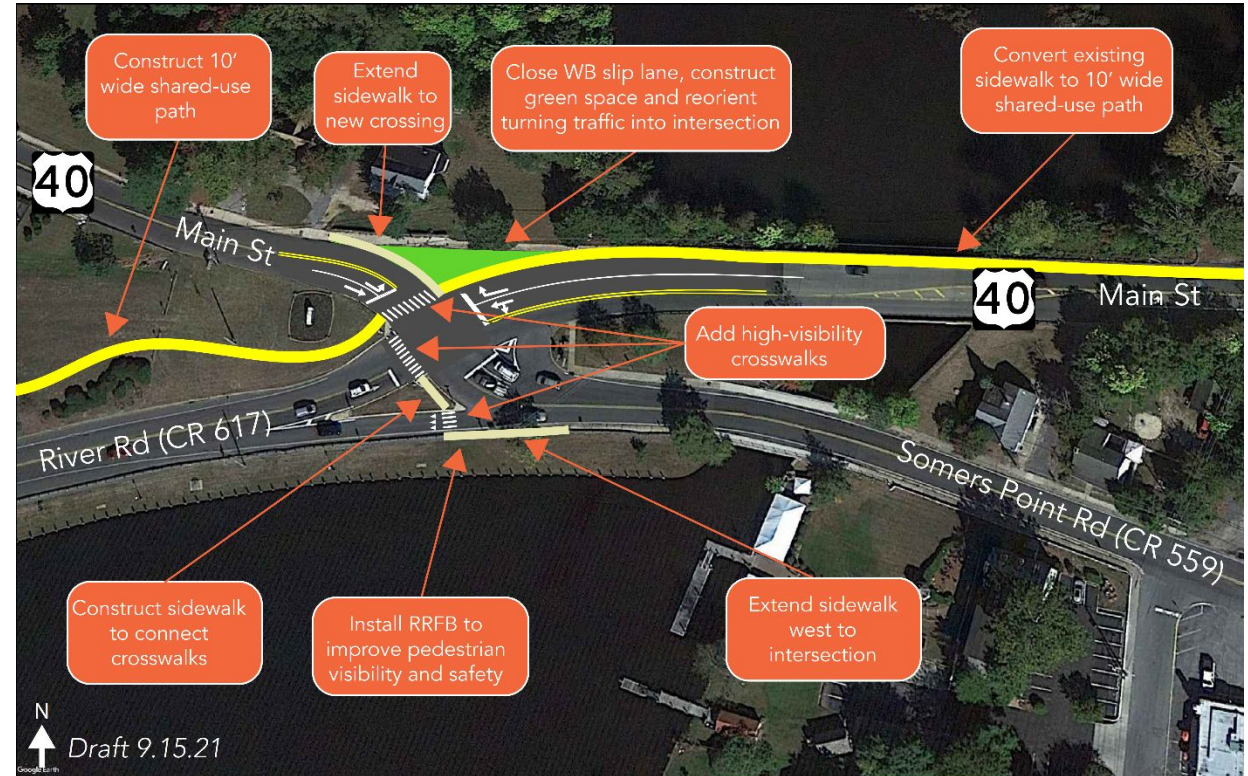 Construct 10'
wide shared-use
path
Extend
sidewalk to
new crossing
Close WB slip lane, construct
green space and reorient
turning traffic into intersection
Convert existing
sidewalk to 10' wide
shared-use path
40
Main St
40
Main St
Add high-visibility
crosswalks
River Rd (CR 617)
Somers Point Rd (CR 559)
Construct sidewalk
to connect
crosswalks
Install RRFB to
improve pedestrian
visibility and safety
Extend sidewalk
west to
intersection
N
Draft 9.15.21
Google Earth